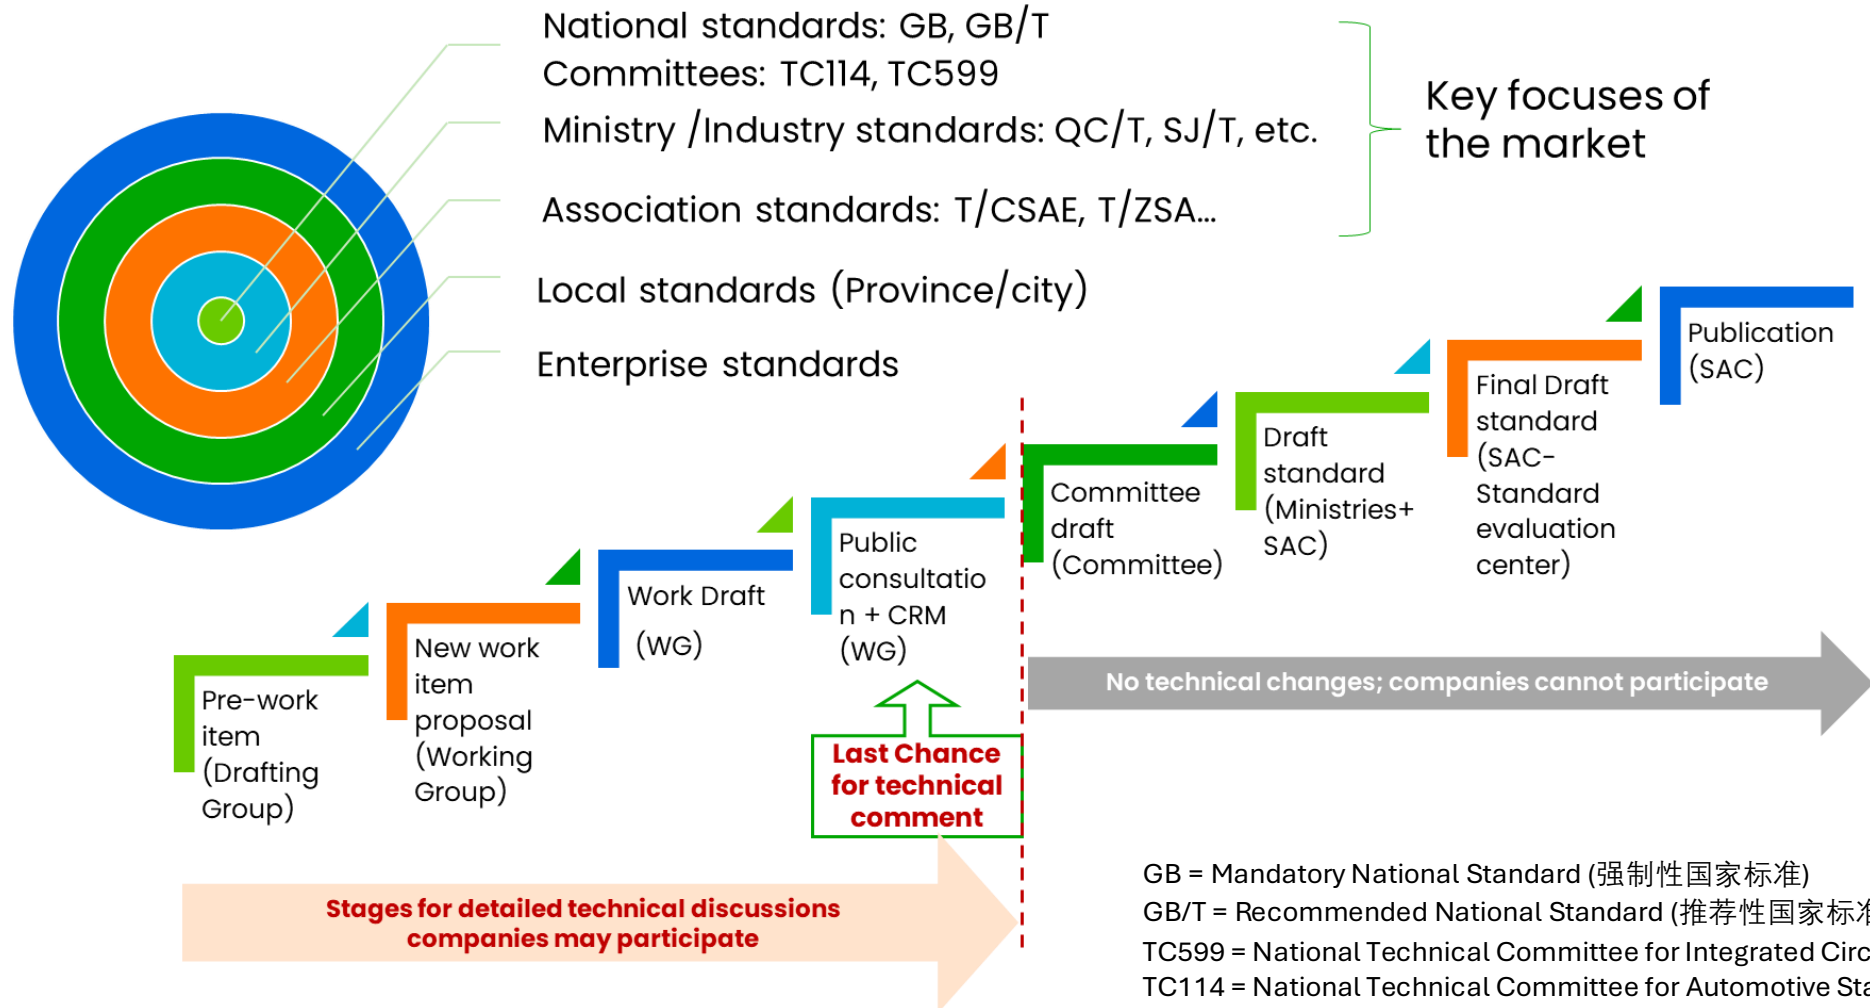 National standards: GB, GB/T
Committees: TC114, TC599
Ministry /Industry standards: QC/T, SJ/T, etc.
Association standards: T/CSAE, T/ZSA...
Local standards (Province/city)
Enterprise standards
Key focuses of
the market
Pre-work
item
(Drafting
Group)
New work
item
proposal
(Working
Group)
Work Draft
(WG)
Public
consultatio
n + CRM
(WG)
Committee
draft
(Committee)
Draft
standard
(Ministries+
SAC)
Final Draft
standard
(SAC-
Standard
evaluation
center)
Publication
(SAC)
No technical changes; companies cannot participate
Last Chance
for technical
comment
Stages for detailed technical discussions
companies may participate
GB = Mandatory National Standard (强制性国家标准)
GB/T = Recommended National Standard (推荐性国家标准
TC599 = National Technical Committee for Integrated Circ
TC114 = National Technical Committee for Automotive Sta